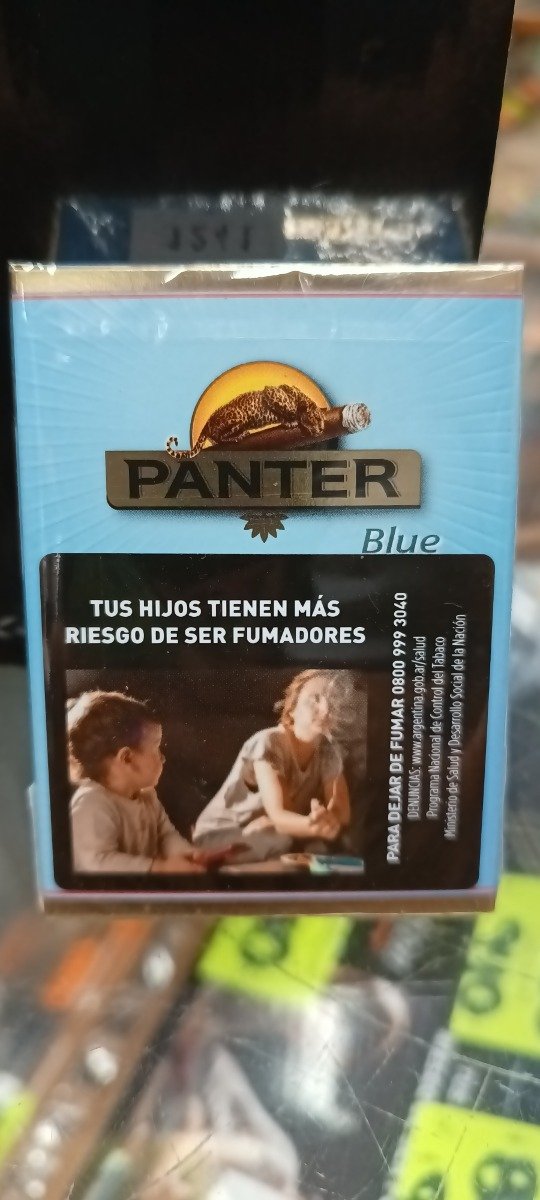 PANTER
Blue
TUS HIJOS TIENEN MÁS
RIESGO DE SER FUMADORES
PARA DEJAR DE FUMAR 0800 999 3040
DENUNCIAS: www.argentina.gob.ar/salud
Programa Nacional de Control del Tabaco
Ministerio de Salud y Desarrollo Social de la Nación